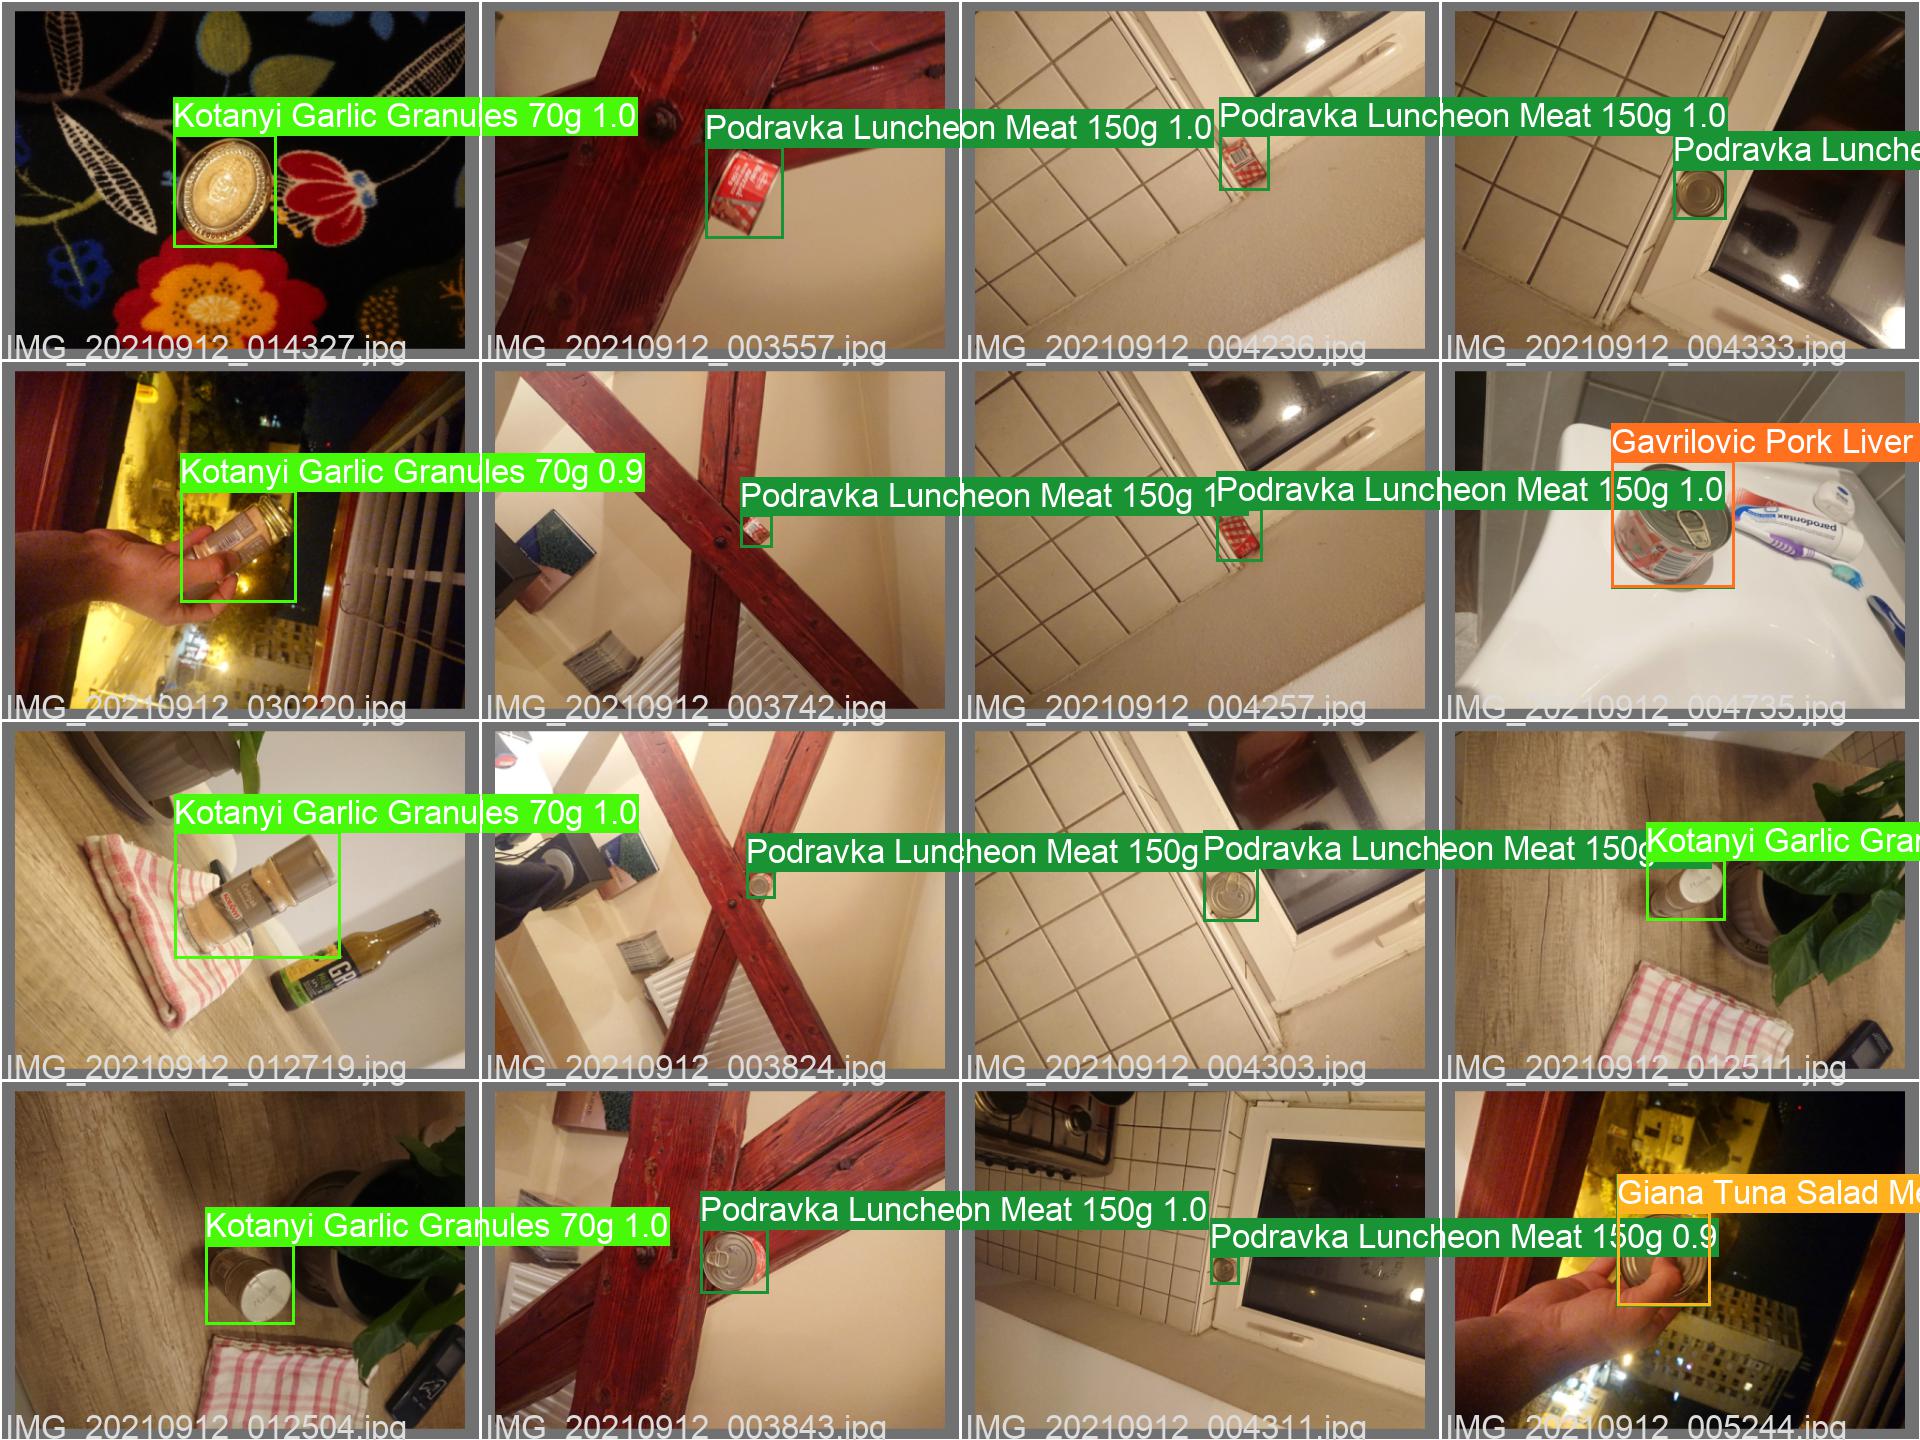 Kotanyi Garlic Granules 70g 1.0
IMG_20210912_014327.jpg
Podravka Luncheon Meat 150g 1.0
IMG_20210912_003557.jpg
Podravka Luncheon Meat 150g 1.0
IMG_20210912_004236.jpg
Podravka Lunche
IMG_20210912_004333.jpg
Kotanyi Garlic Granules 70g 0.9
IMG_20210912_030220.jpg
Podravka Luncheon Meat 150g 1
IMG_20210912_003742.jpg
Podravka Luncheon Meat 150g 1.0
IMG_20210912_004257.jpg
Gavrilovic Pork Liver
parodontax
IMG_20210912_004735.jpg
Kotanyi Garlic Granules 70g 1.0
GR
IMG_20210912_012719.jpg
Podravka Luncheon Meat 150g
IMG_20210912_003824.jpg
Podravka Luncheon Meat 150g
IMG_20210912_004303.jpg
Kotanyi Garlic Gra
IMG_20210912_012511.jpg
Kotanyi Garlic Granules 70g 1.0
IMG_20210912_012504.jpg
Podravka Luncheon Meat 150g 1.0
IMG_20210912_003843.jpg
Podravka Luncheon Meat 150g 0.9
IMG_20210912_004311.jpg
Giana Tuna Salad Me
IMG_20210912_005244.jpg